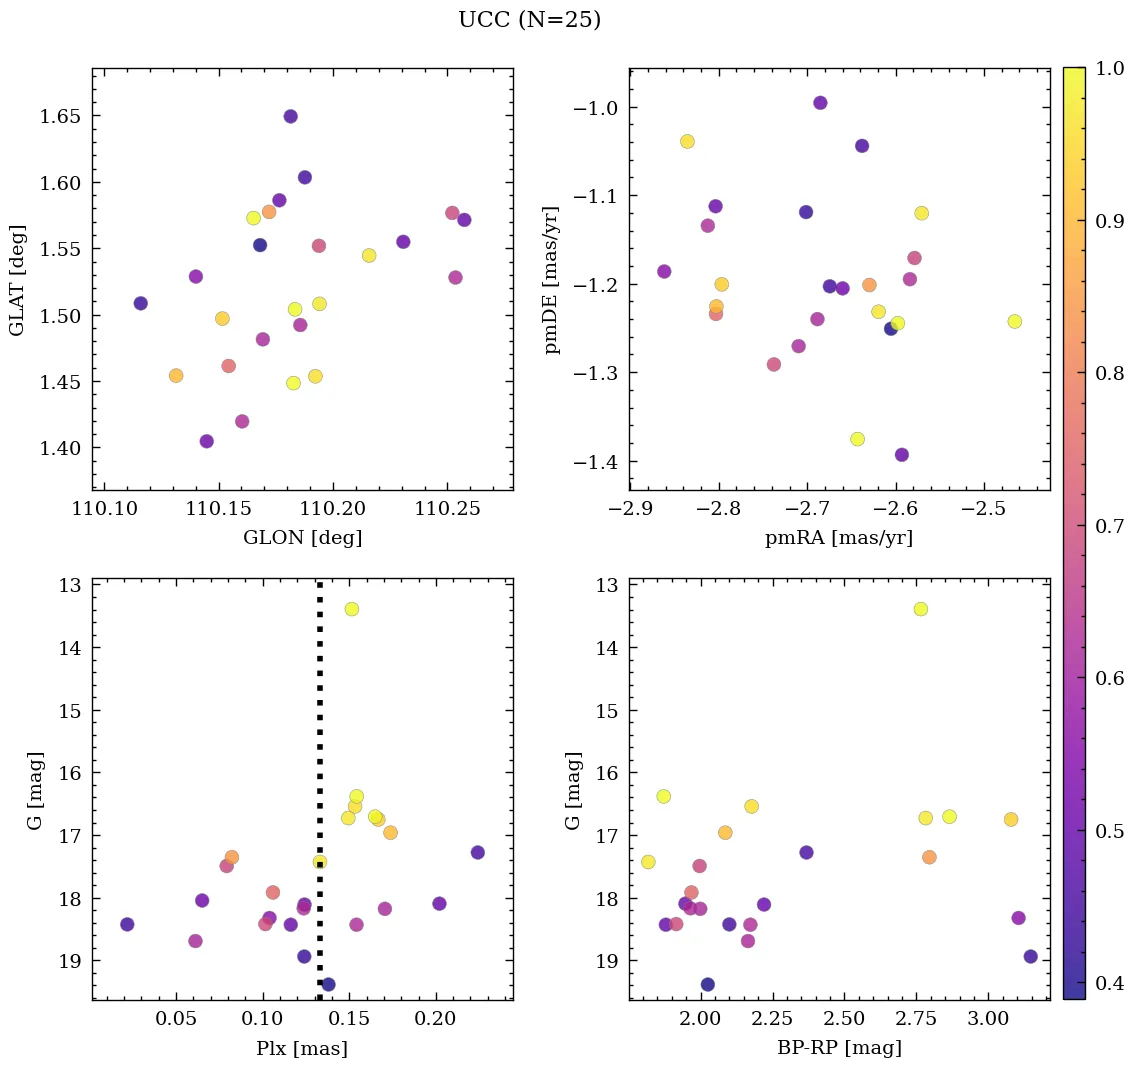 UCC (N=25)
1.65
1.60
1.55
1.50
1.45
1.40
GLAT [deg]
110.10 110.15 110.20 110.25
GLON [deg]
−1.0
−1.1
−1.2
−1.3
−1.4
pmDE [mas/yr]
−2.9 −2.8 −2.7 −2.6 −2.5
pmRA [mas/yr]
13
14
15
16
17
18
19
G [mag]
0.05 0.10 0.15 0.20
Plx [mas]
13
14
15
16
17
18
19
G [mag]
2.00 2.25 2.50 2.75 3.00
BP-RP [mag]
1.0
0.9
0.8
0.7
0.6
0.5
0.4